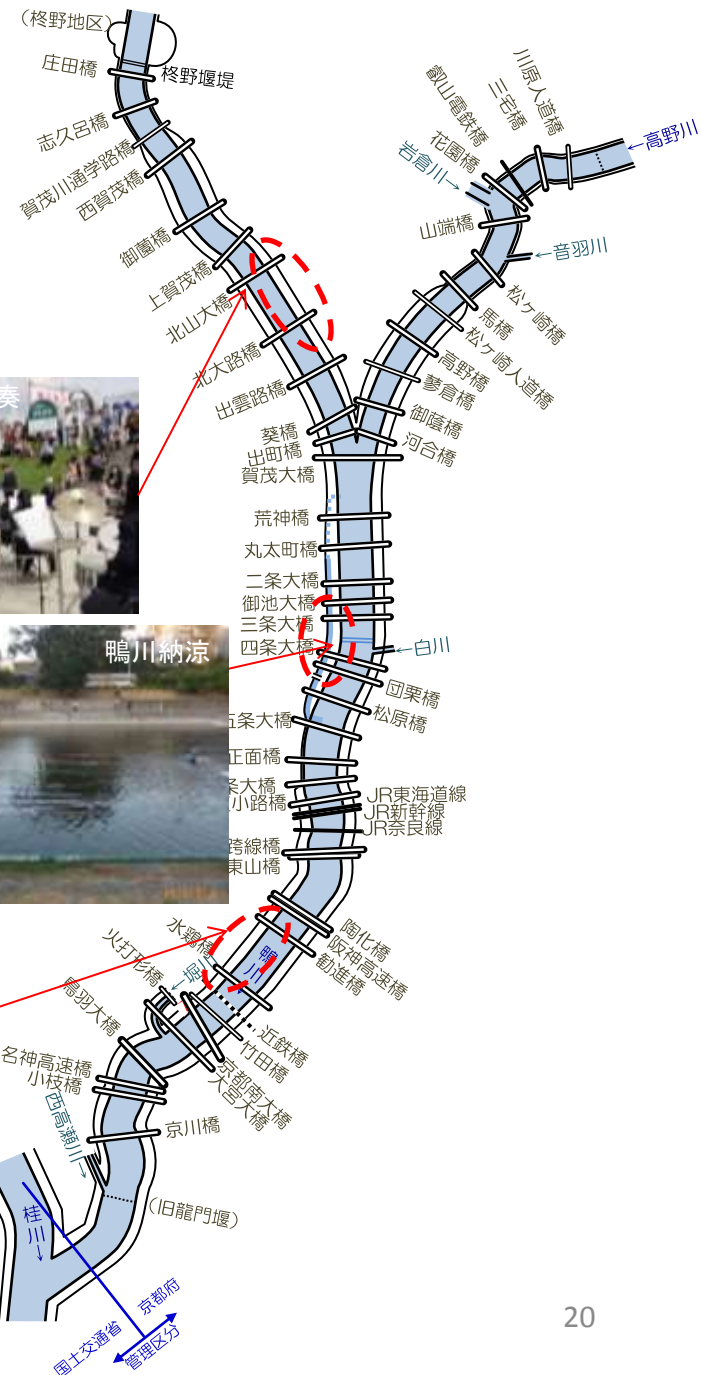 （柊野地区）
庄田橋
柊野堰堤
志久呂橋
賀茂川通学路橋
西賀茂橋
御薗橋
上賀茂橋
北山大橋
北大路橋
出雲路橋
葵橋
出町橋
賀茂大橋
川原人道橋
三宅橋
叡山電鉄橋
花園橋
岩倉川→
←高野川
山端橋
←音羽川
松ヶ崎橋
馬橋
松ヶ崎人道橋
高野橋
蓼倉橋
御蔭橋
河合橋
奏
荒神橋
丸太町橋
二条大橋
御池大橋
三条大橋
四条大橋
←白川
鴨川納涼
団栗橋
松原橋
五条大橋
正面橋
条大橋
小路橋
JR東海道線
JR新幹線
JR奈良線
跨線橋
東山橋
陶化橋
阪神高速橋
勧進橋
水鶏橋
鴨川
火打形橋
鳥羽大橋
近鉄橋
竹田橋
京都南大橋
大宮大橋
名神高速橋
小枝橋
西高瀬川→
京川橋
（旧龍門堰）
桂川→
京都府
国土交通省
管理区分
20